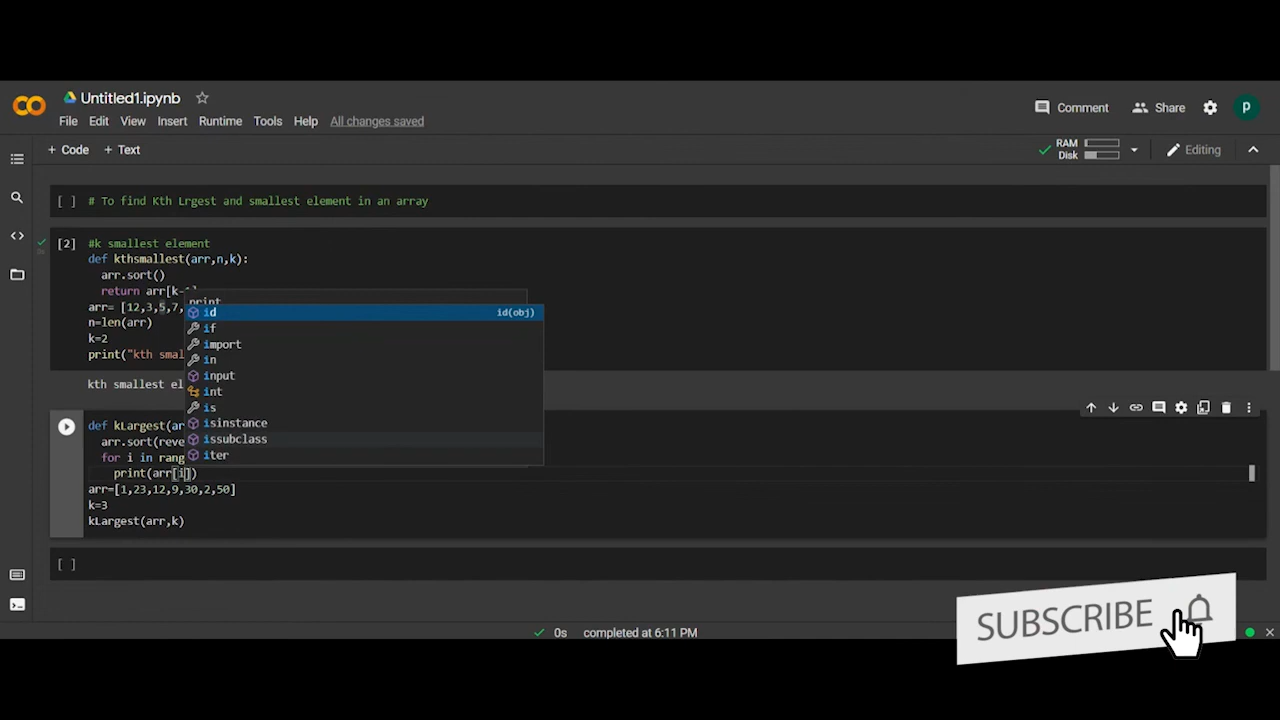 Untitled1.ipynb
File Edit View Insert Runtime Tools Help All changes saved
Comment Share P
+ Code + Text
RAM
Disk
Editing
[ ] # To find Kth Lrgest and smallest element in an array
[2] #k smallest element
def kthsmallest(arr,n,k):
arr.sort()
return arr[k-
print
arr= [12,3,5,7,
n=len(arr)
k=2
print("kth smal
kth smallest el
id id(obj)
if
import
in
input
int
is
isinstance
issubclass
iter
def kLargest(ar
arr.sort(reve
for i in rang
print(arr[i])
arr=[1,23,12,9,30,2,50]
k=3
kLargest(arr,k)
[ ]
0s completed at 6:11 PM
SUBSCRIBE